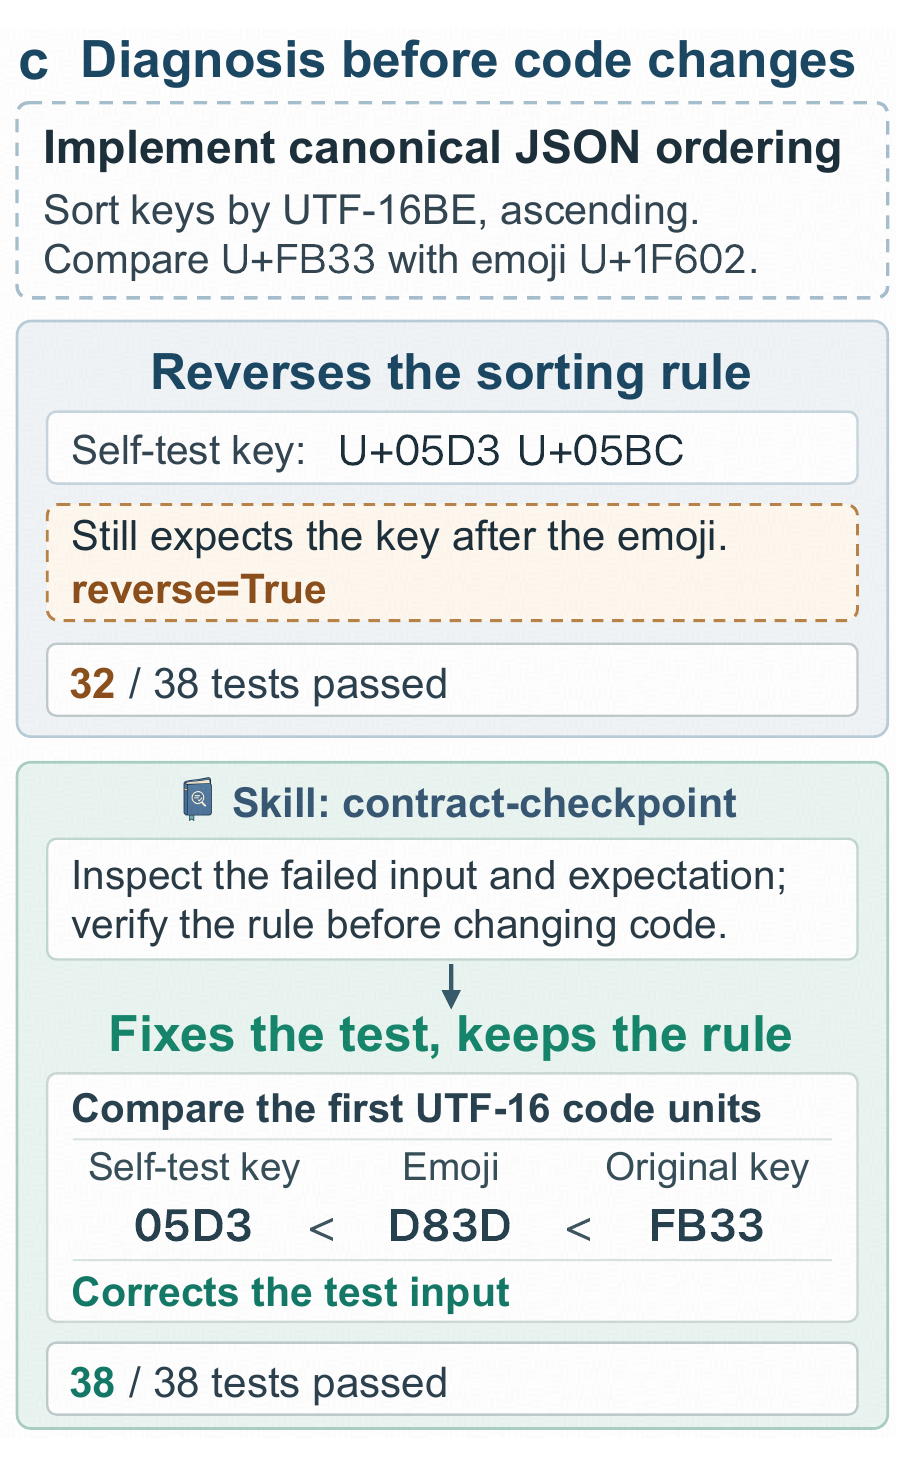 c Diagnosis before code changes
Implement canonical JSON ordering
Sort keys by UTF-16BE, ascending.
Compare U+FB33 with emoji U+1F602.
Reverses the sorting rule
Self-test key: U+05D3 U+05BC
Still expects the key after the emoji.
reverse=True
32 / 38 tests passed
Skill: contract-checkpoint
Inspect the failed input and expectation;
verify the rule before changing code.
Fixes the test, keeps the rule
Compare the first UTF-16 code units
Self-test key Emoji Original key
05D3 < D83D < FB33
Corrects the test input
38 / 38 tests passed